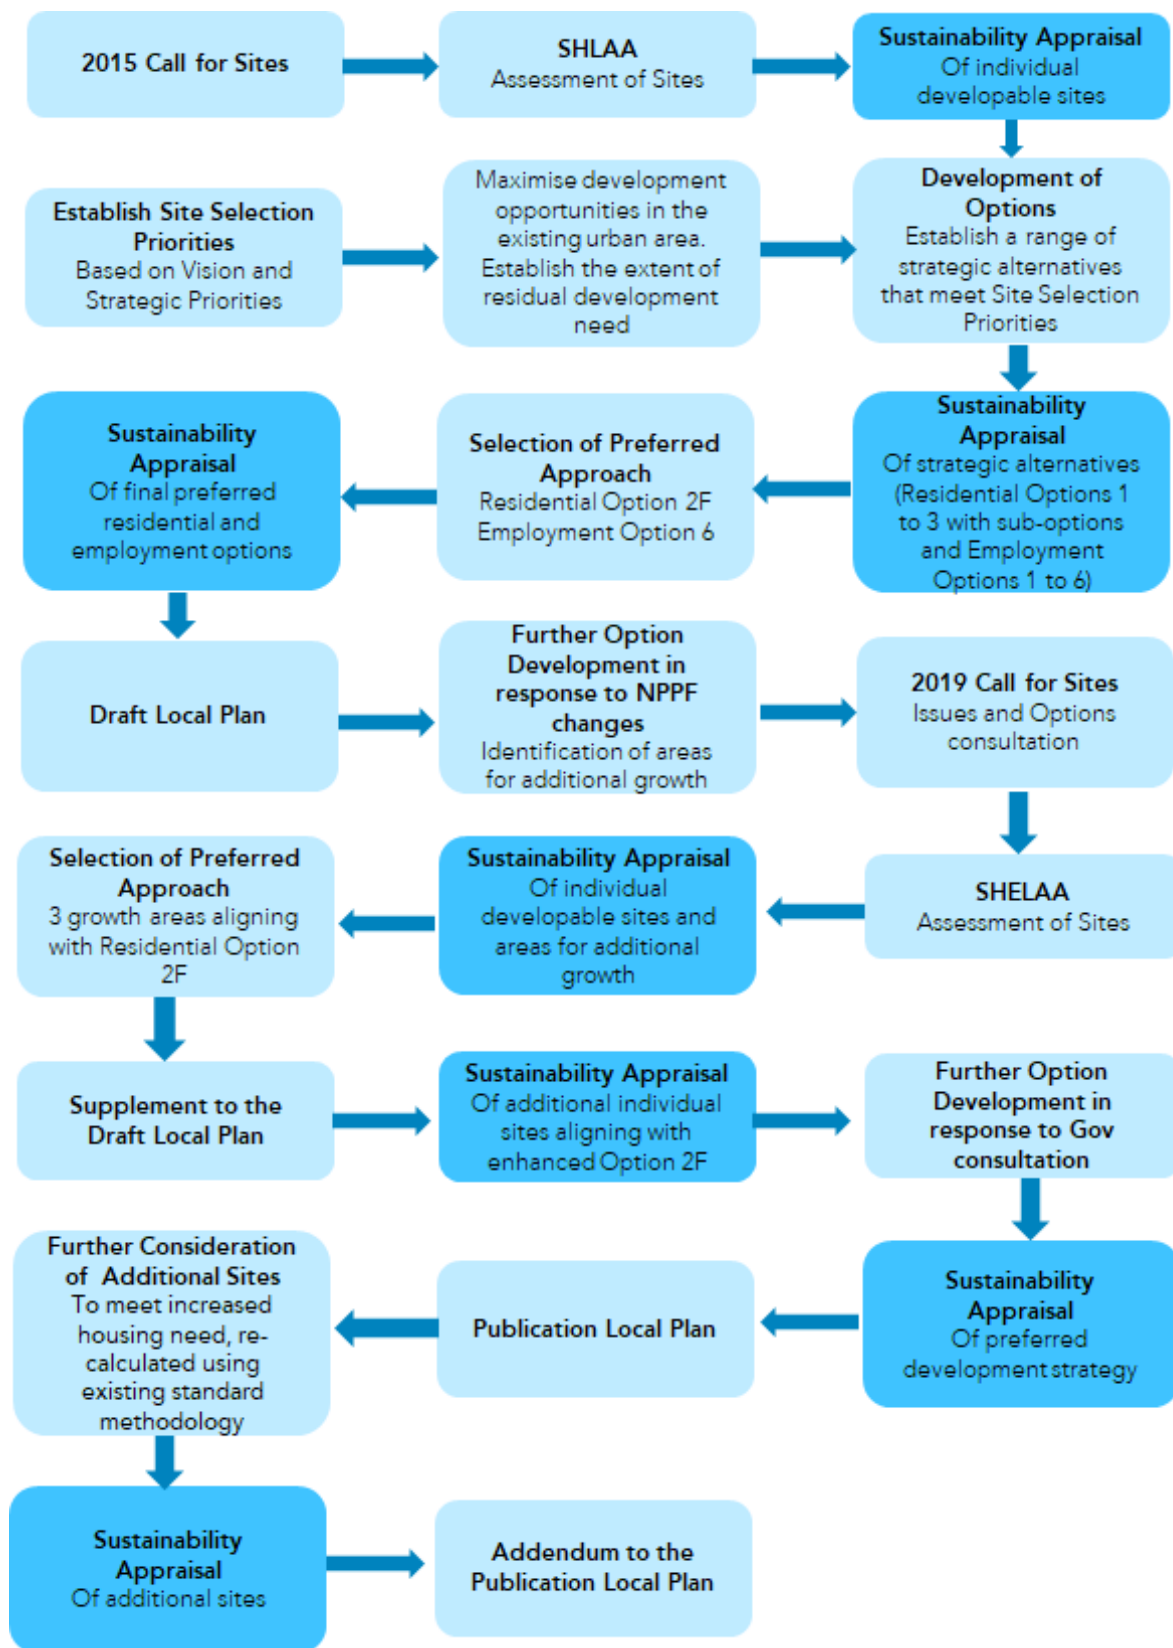 2015 Call for Sites
SHLAA
Assessment of Sites
Sustainability Appraisal
Of individual
developable sites
Establish Site Selection
Priorities
Based on Vision and
Strategic Priorities
Maximise development
opportunities in the
existing urban area.
Establish the extent of
residual development
need
Development of
Options
Establish a range of
strategic alternatives
that meet Site Selection
Priorities
Sustainability
Appraisal
Of strategic alternatives
(Residential Options 1
to 3 with sub-options
and Employment
Options 1 to 6)
Selection of Preferred
Approach
Residential Option 2F
Employment Option 6
Sustainability
Appraisal
Of final preferred
residential and
employment options
Draft Local Plan
Further Option
Development in
response to NPPF
changes
Identification of areas
for additional growth
2019 Call for Sites
Issues and Options
consultation
SHELAA
Assessment of Sites
Sustainability Appraisal
Of individual
developable sites and
areas for additional
growth
Selection of Preferred
Approach
3 growth areas aligning
with Residential Option
2F
Supplement to the
Draft Local Plan
Sustainability Appraisal
Of additional individual
sites aligning with
enhanced Option 2F
Further Option
Development in
response to Gov
consultation
Sustainability
Appraisal
Of preferred
development strategy
Publication Local Plan
Further Consideration
of Additional Sites
To meet increased
housing need, re-
calculated using
existing standard
methodology
Sustainability
Appraisal
Of additional sites
Addendum to the
Publication Local Plan